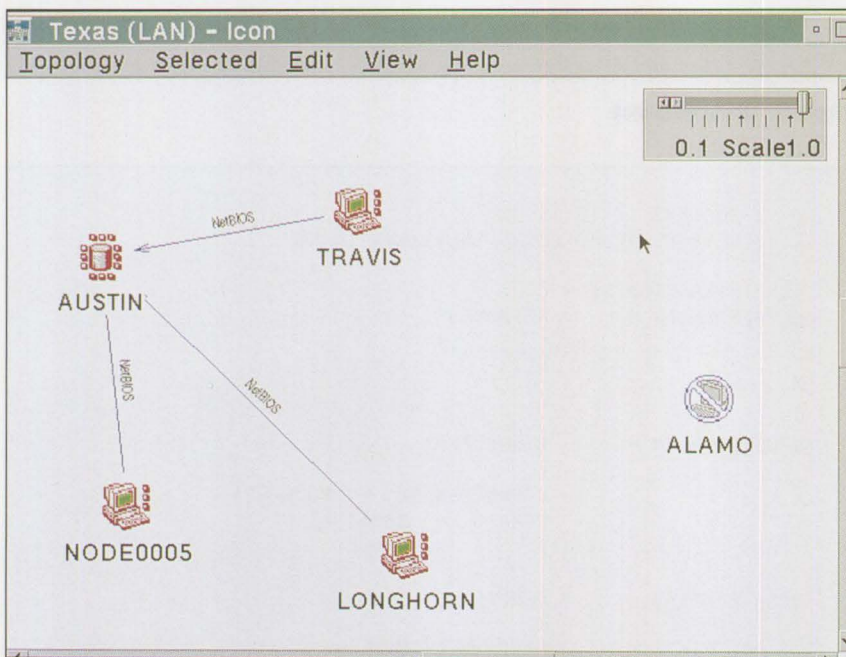 Texas (LAN) - Icon
Topology Selected Edit View Help
0.1 Scale1.0
NetBIOS
TRAVIS
AUSTIN
NetBIOS
NetBIOS
ALAMO
NODE0005
LONGHORN